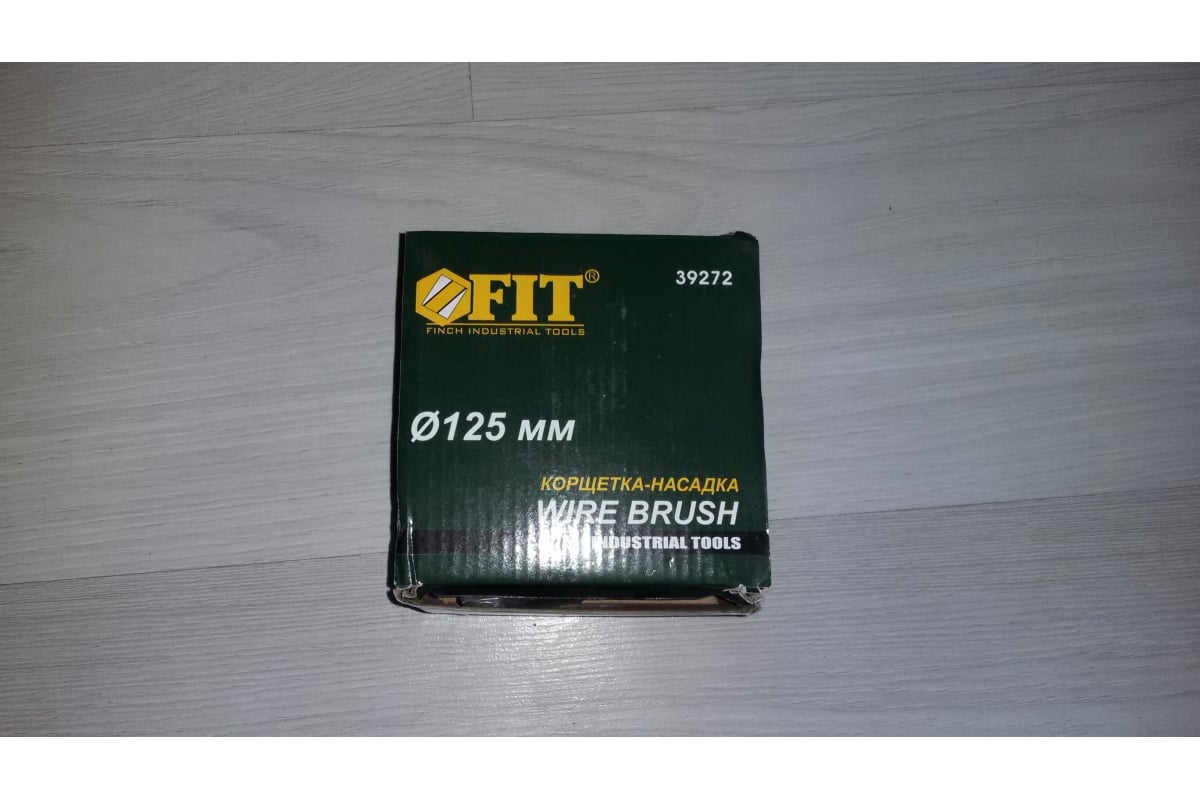 FIT®
39272
FINCH INDUSTRIAL TOOLS
Ø125 мм
КОРЩЕТКА-НАСАДКА
WIRE BRUSH
INDUSTRIAL TOOLS